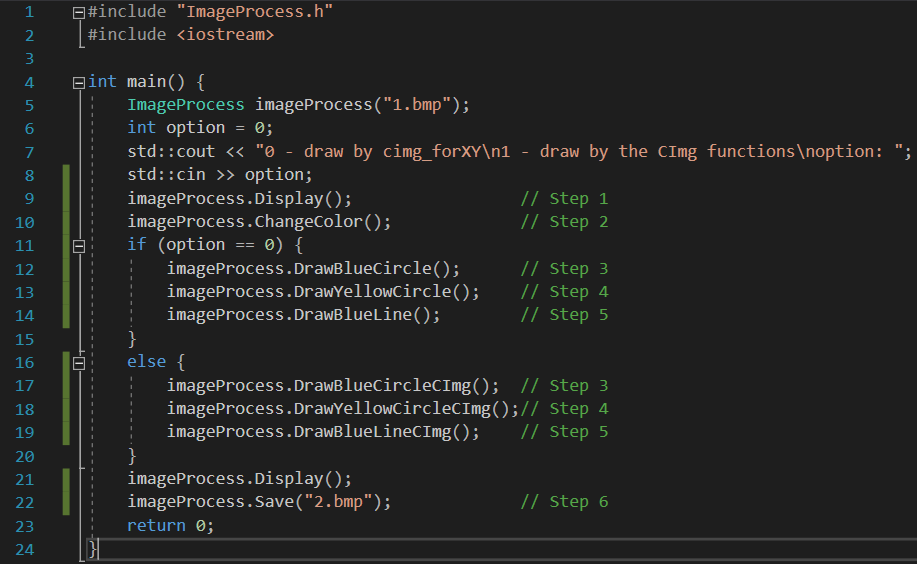 1 #include "ImageProcess.h"
2 #include <iostream>
3
4 int main() {
5     ImageProcess imageProcess("1.bmp");
6     int option = 0;
7     std::cout << "0 - draw by cimg_forXY\n1 - draw by the CImg functions\noption: ";
8     std::cin >> option;
9     imageProcess.Display();                 // Step 1
10     imageProcess.ChangeColor();             // Step 2
11     if (option == 0) {
12         imageProcess.DrawBlueCircle();      // Step 3
13         imageProcess.DrawYellowCircle();    // Step 4
14         imageProcess.DrawBlueLine();        // Step 5
15     }
16     else {
17         imageProcess.DrawBlueCircleCImg();  // Step 3
18         imageProcess.DrawYellowCircleCImg();// Step 4
19         imageProcess.DrawBlueLineCImg();    // Step 5
20     }
21     imageProcess.Display();
22     imageProcess.Save("2.bmp");             // Step 6
23     return 0;
24 }